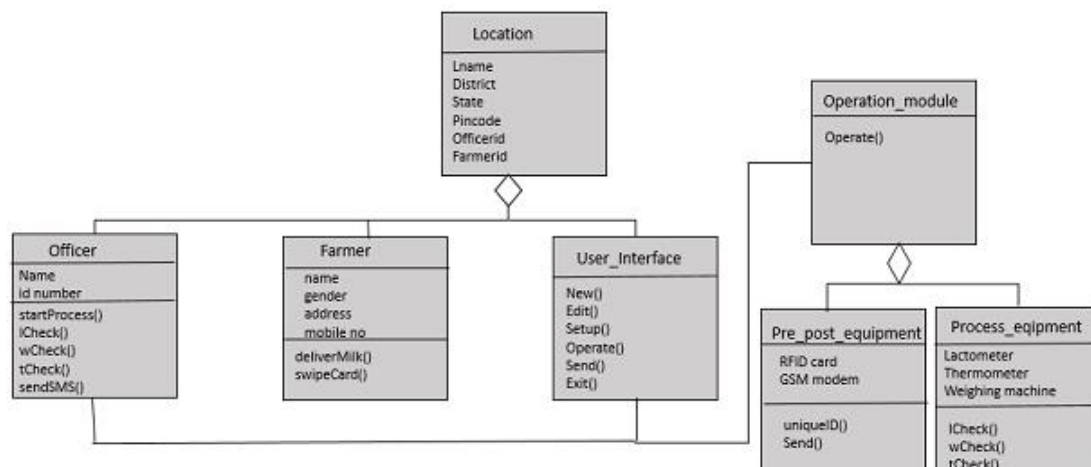 Location
Lname
District
State
Pincode
Officerid
Farmerid
Operation_module
Operate()
Officer
Name
id number
startProcess()
lCheck()
wCheck()
tCheck()
sendSMS()
Farmer
name
gender
address
mobile no
deliverMilk()
swipeCard()
User_Interface
New()
Edit()
Setup()
Operate()
Send()
Exit()
Pre_post_equipment
RFID card
GSM modem
uniqueID()
Send()
Process_eqipment
Lactometer
Thermometer
Weighing machine
lCheck()
wCheck()
tCheck()